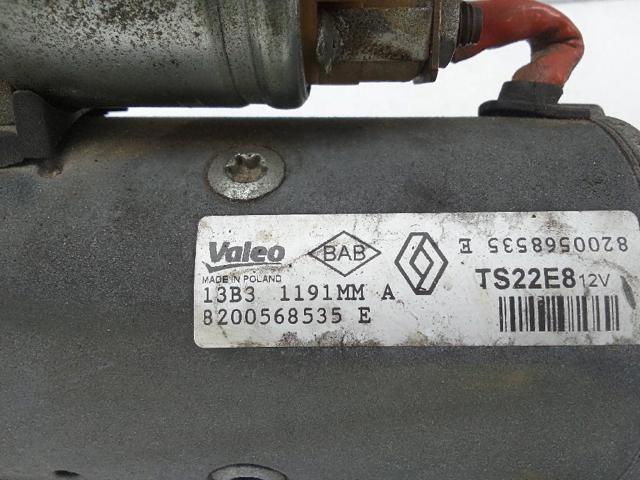 Valeo
BAB
MADE IN POLAND
13B3 1191MM A
8200568535 E
8200568535 E
TS22E8 12V